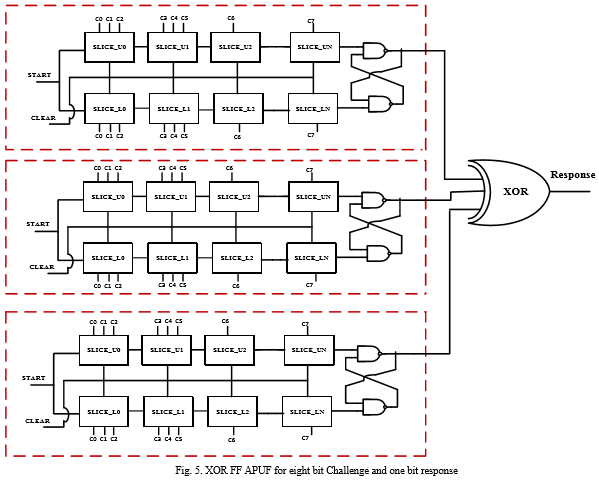 C0 C1 C2 C3 C4 C5 C6 C7
SLICE_U0 SLICE_U1 SLICE_U2 SLICE_UN
START
CLEAR
SLICE_L0 SLICE_L1 SLICE_L2 SLICE_LN
C0 C1 C2 C3 C4 C5 C6 C7
C0 C1 C2 C3 C4 C5 C6 C7
SLICE_U0 SLICE_U1 SLICE_U2 SLICE_UN
XOR
Response
START
CLEAR
SLICE_L0 SLICE_L1 SLICE_L2 SLICE_LN
C0 C1 C2 C3 C4 C5 C6 C7
C0 C1 C2 C3 C4 C5 C6 C7
SLICE_U0 SLICE_U1 SLICE_U2 SLICE_UN
START
CLEAR
SLICE_L0 SLICE_L1 SLICE_L2 SLICE_LN
C0 C1 C2 C3 C4 C5 C6 C7
Fig. 5. XOR FF APUF for eight bit Challenge and one bit response